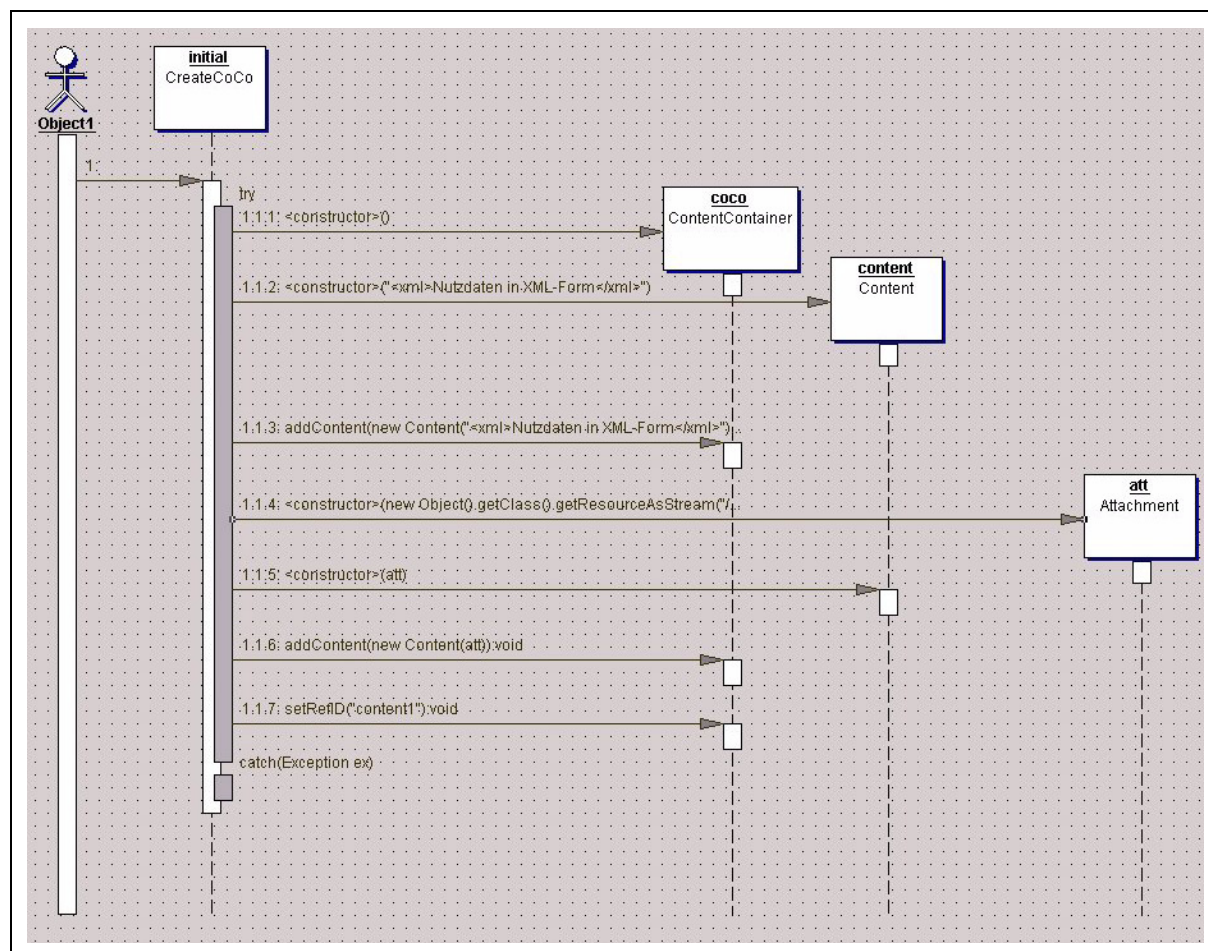 initial
CreateCoCo
Object1
1:
try
1.1.1: <constructor>()
coco
ContentContainer
content
Content
1.1.2: <constructor>("<xml>Nutzdaten in XML-Form</xml>")
1.1.3: addContent(new Content("<xml>Nutzdaten in XML-Form</xml>")...
att
Attachment
1.1.4: <constructor>(new Object().getClass().getResourceAsStream("/...
1.1.5: <constructor>(att)
1.1.6: addContent(new Content(att)):void
1.1.7: setRefID("content1"):void
catch(Exception ex)